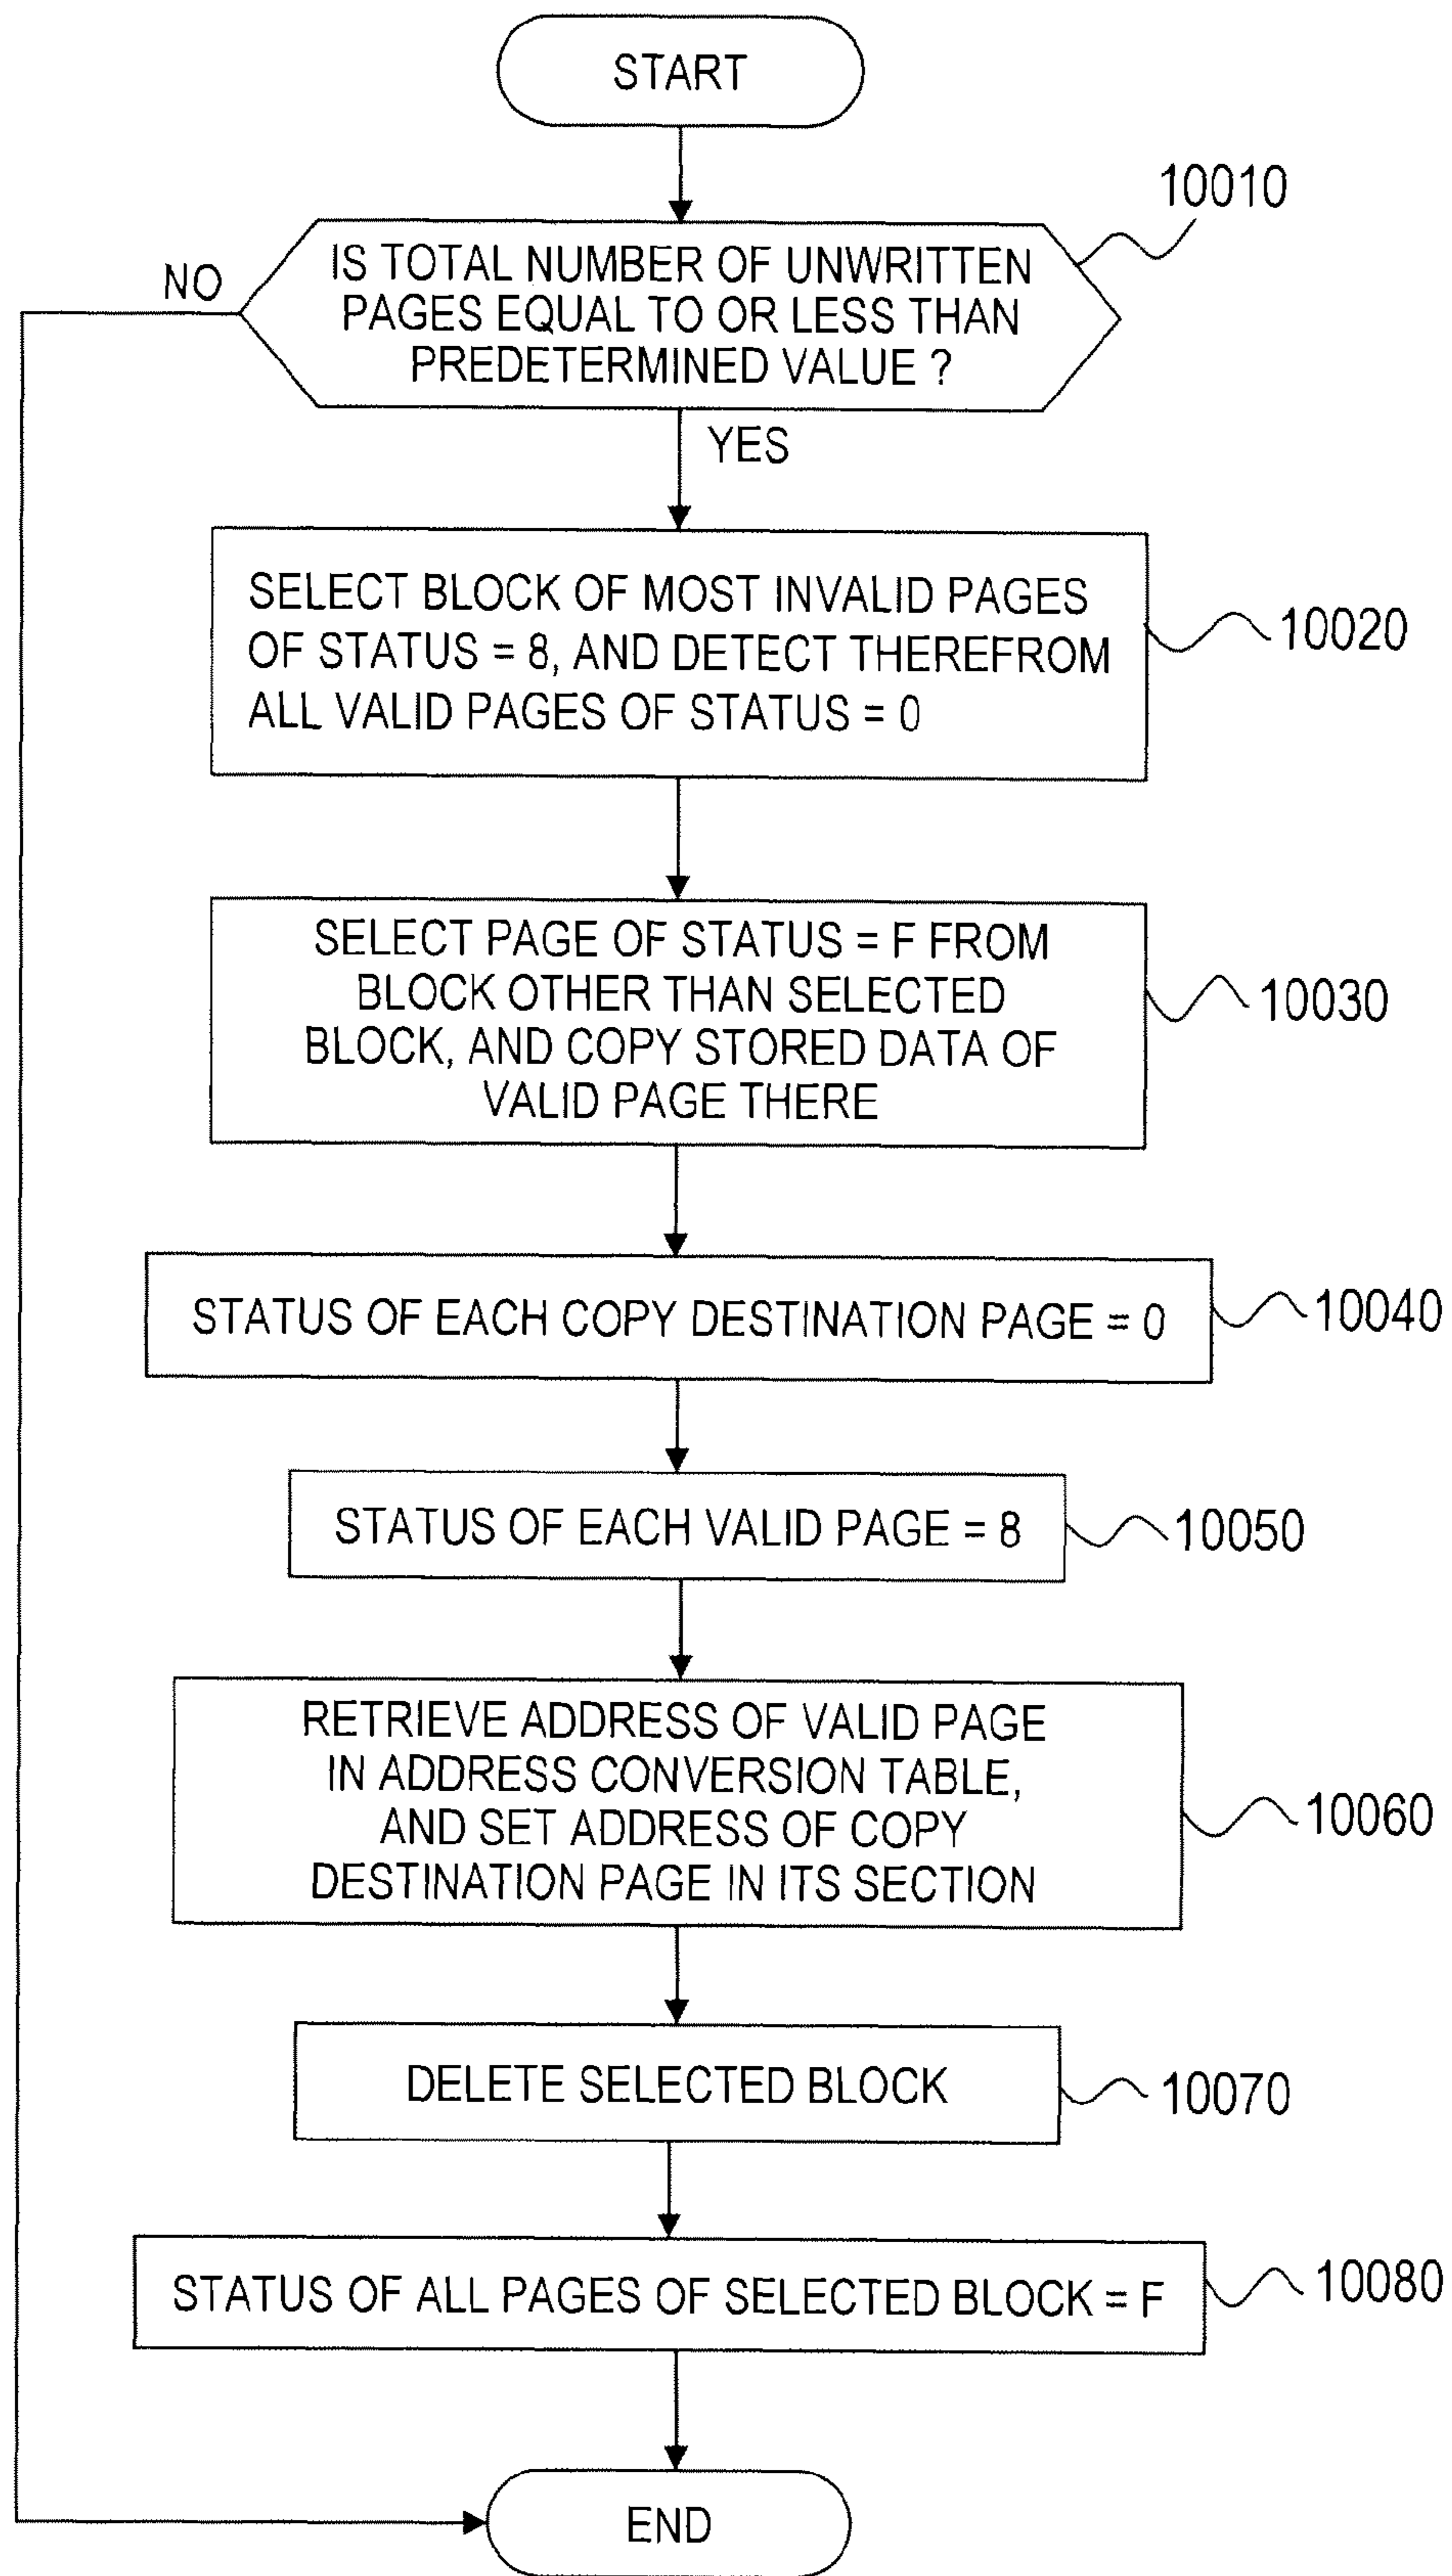 START
10010
NO
IS TOTAL NUMBER OF UNWRITTEN
PAGES EQUAL TO OR LESS THAN
PREDETERMINED VALUE ?
YES
SELECT BLOCK OF MOST INVALID PAGES
OF STATUS = 8, AND DETECT THEREFROM
ALL VALID PAGES OF STATUS = 0
10020
SELECT PAGE OF STATUS = F FROM
BLOCK OTHER THAN SELECTED
BLOCK, AND COPY STORED DATA OF
VALID PAGE THERE
10030
STATUS OF EACH COPY DESTINATION PAGE = 0
10040
STATUS OF EACH VALID PAGE = 8
10050
RETRIEVE ADDRESS OF VALID PAGE
IN ADDRESS CONVERSION TABLE,
AND SET ADDRESS OF COPY
DESTINATION PAGE IN ITS SECTION
10060
DELETE SELECTED BLOCK
10070
STATUS OF ALL PAGES OF SELECTED BLOCK = F
10080
END